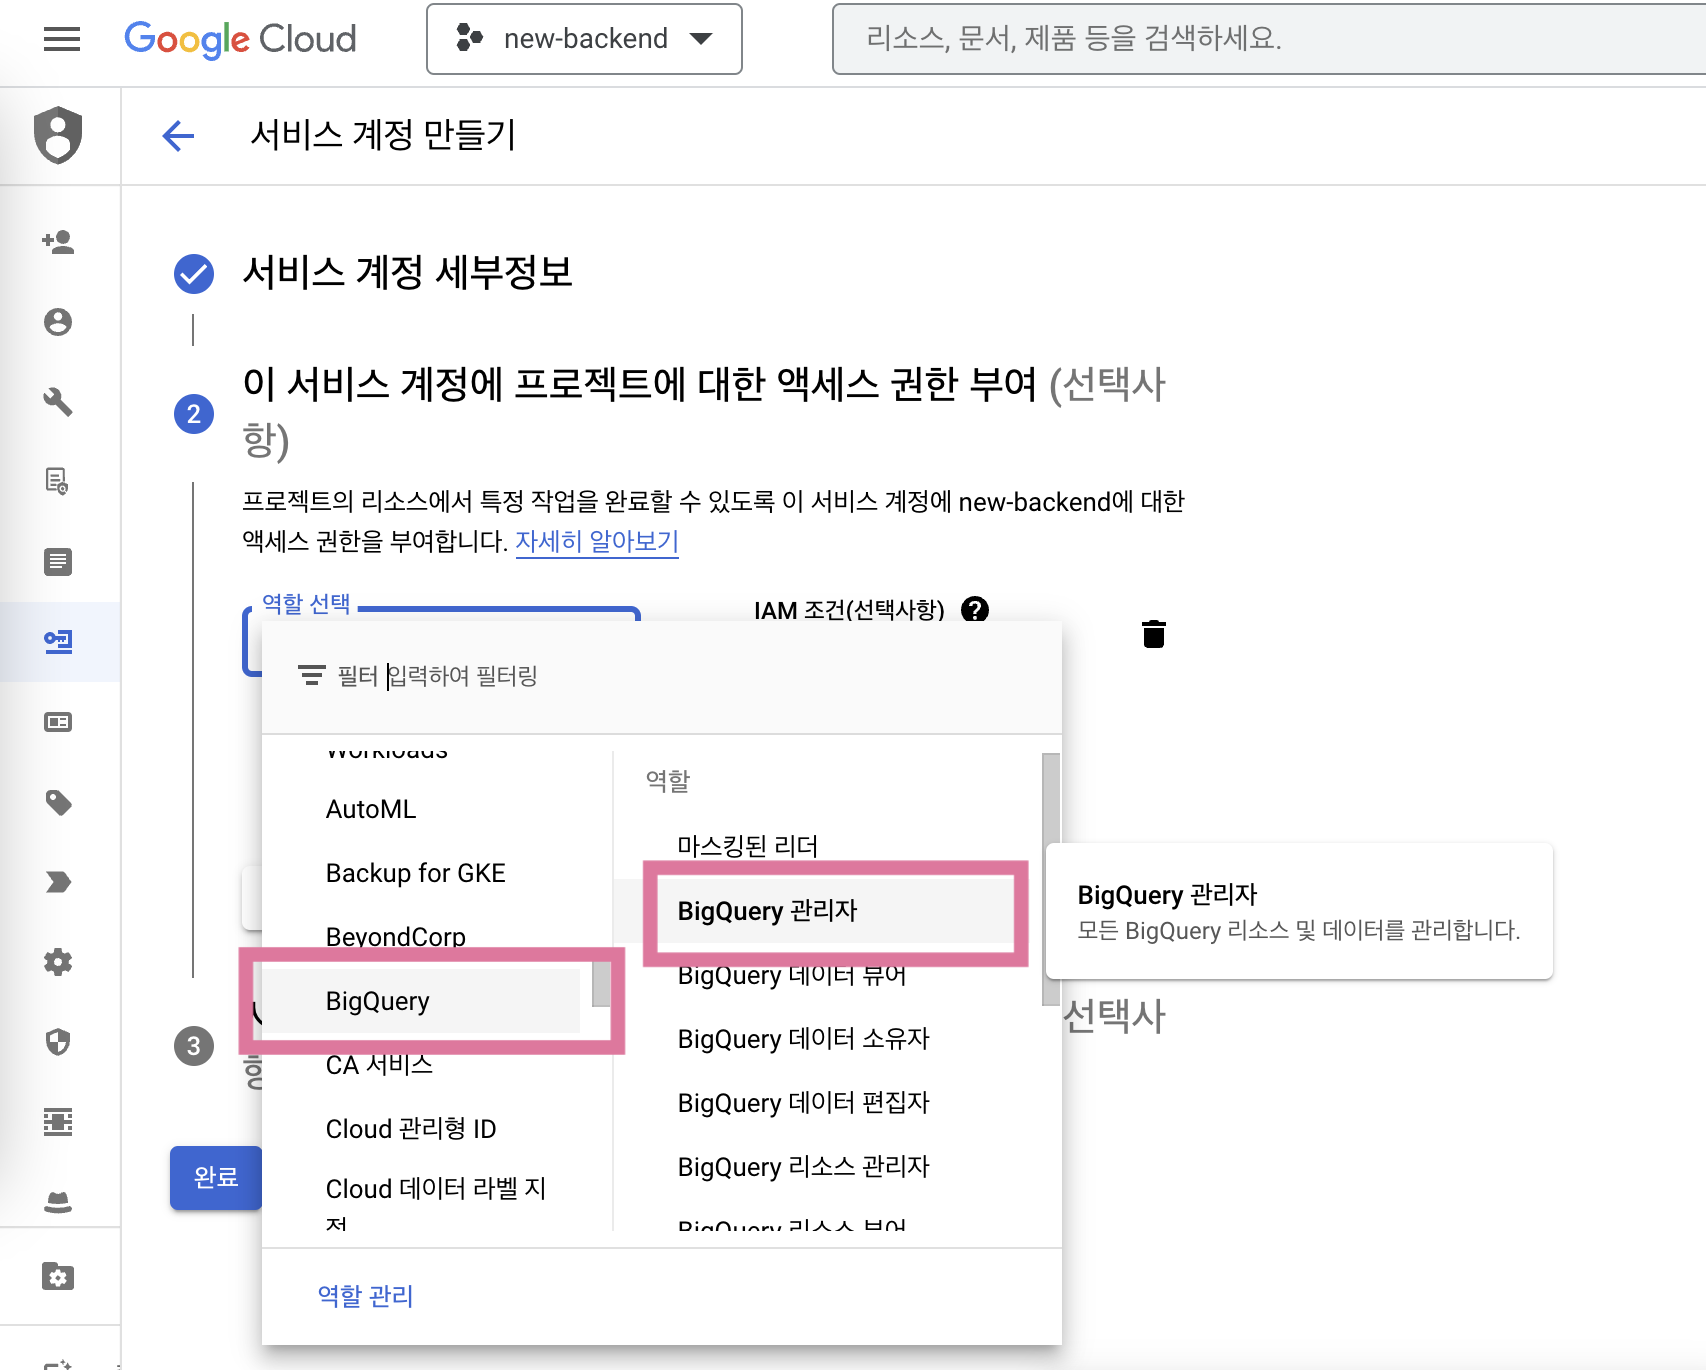 Google Cloud
new-backend
리소스, 문서, 제품 등을 검색하세요.
서비스 계정 만들기
서비스 계정 세부정보
2
이 서비스 계정에 프로젝트에 대한 액세스 권한 부여 (선택사
항)
프로젝트의 리소스에서 특정 작업을 완료할 수 있도록 이 서비스 계정에 new-backend에 대한
액세스 권한을 부여합니다. 자세히 알아보기
역할 선택
IAM 조건(선택사항)
필터 입력하여 필터링
Workloads
AutoML
Backup for GKE
BeyondCorp
BigQuery
CA 서비스
Cloud 관리형 ID
Cloud 데이터 라벨 지
정
역할
마스킹된 리더
BigQuery 관리자
BigQuery 데이터 뷰어
BigQuery 데이터 소유자
BigQuery 데이터 편집자
BigQuery 리소스 관리자
BigQuery 리소스 뷰어
BigQuery 관리자
모든 BigQuery 리소스 및 데이터를 관리합니다.
3
선택사
완료
역할 관리